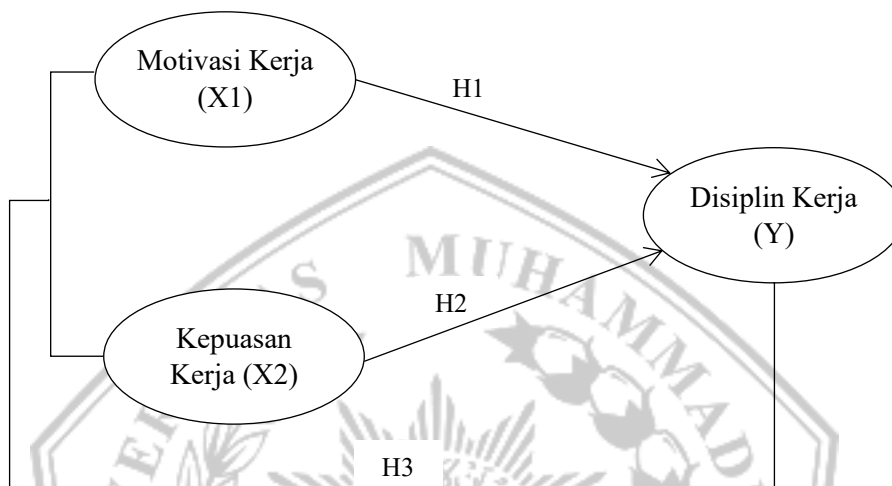 Motivasi Kerja
(X1)
H1
Disiplin Kerja
(Y)
MUHAMMAD
H2
Kepuasan
Kerja (X2)
H3